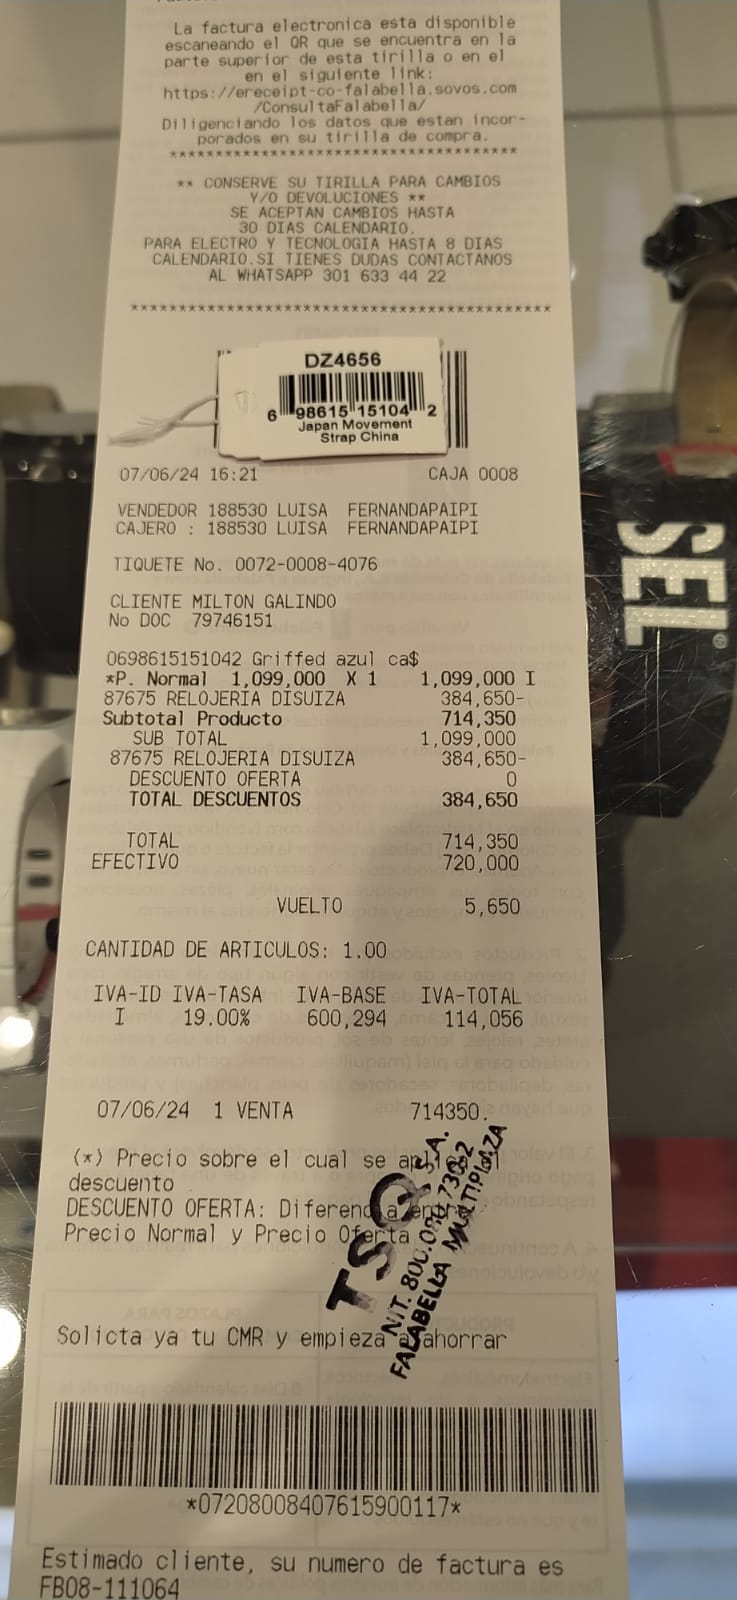 La factura electronica esta disponible
escaneando el QR que se encuentra en la
parte superior de esta tirilla o en el
en el siguiente link:
https://ereceipt-co-falabella.sovos.com
/ConsultaFalabella/
Diligenciando los datos que estan incor-
porados en su tirilla de compra.
****************************************
** CONSERVE SU TIRILLA PARA CAMBIOS
Y/O DEVOLUCIONES **
SE ACEPTAN CAMBIOS HASTA
30 DIAS CALENDARIO.
PARA ELECTRO Y TECNOLOGIA HASTA 8 DIAS
CALENDARIO.SI TIENES DUDAS CONTACTANOS
AL WHATSAPP 301 633 44 22
****************************************
DZ4656
6 98615 15104 2
Japan Movement
Strap China
07/06/24 16:21 CAJA 0008
VENDEDOR 188530 LUISA FERNANDAPAIPI
CAJERO : 188530 LUISA FERNANDAPAIPI
TIQUETE No. 0072-0008-4076
CLIENTE MILTON GALINDO
No DOC 79746151
0698615151042 Griffed azul ca$
*P. Normal 1,099,000 X 1 1,099,000 I
87675 RELOJERIA DISUIZA 384,650-
Subtotal Producto 714,350
SUB TOTAL 1,099,000
87675 RELOJERIA DISUIZA 384,650-
DESCUENTO OFERTA 0
TOTAL DESCUENTOS 384,650
TOTAL 714,350
EFECTIVO 720,000
VUELTO 5,650
CANTIDAD DE ARTICULOS: 1.00
IVA-ID IVA-TASA IVA-BASE IVA-TOTAL
I 19.00% 600,294 114,056
07/06/24 1 VENTA 714350.
(*) Precio sobre el cual se aplica el
descuento
DESCUENTO OFERTA: Diferencia entre
Precio Normal y Precio Oferta
TSQ S.A.
NIT. 800.080.73
FALABELLA MULTIPLAZA
Solicta ya tu CMR y empieza a ahorrar
*07208008407615900117*
Estimado cliente, su numero de factura es
FB08-111064
SEL